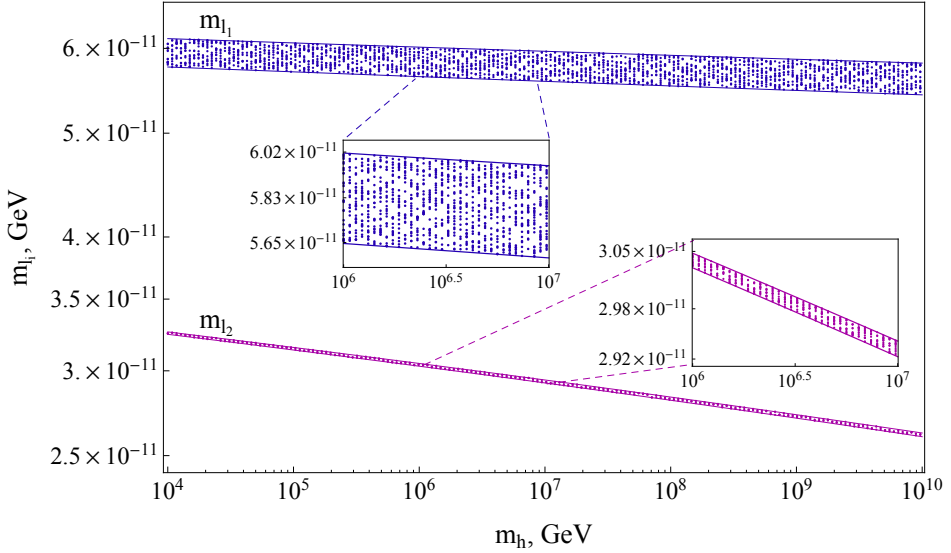 m_{l_1}
6. × 10^{-11}
5. × 10^{-11}
4. × 10^{-11}
3.5 × 10^{-11}
3. × 10^{-11}
2.5 × 10^{-11}
m_{l_i}, GeV
6.02 × 10^{-11}
5.83 × 10^{-11}
5.65 × 10^{-11}
10^6 10^{6.5} 10^7
3.05 × 10^{-11}
2.98 × 10^{-11}
2.92 × 10^{-11}
10^6 10^{6.5} 10^7
m_{l_2}
10^4 10^5 10^6 10^7 10^8 10^9 10^{10}
m_h, GeV